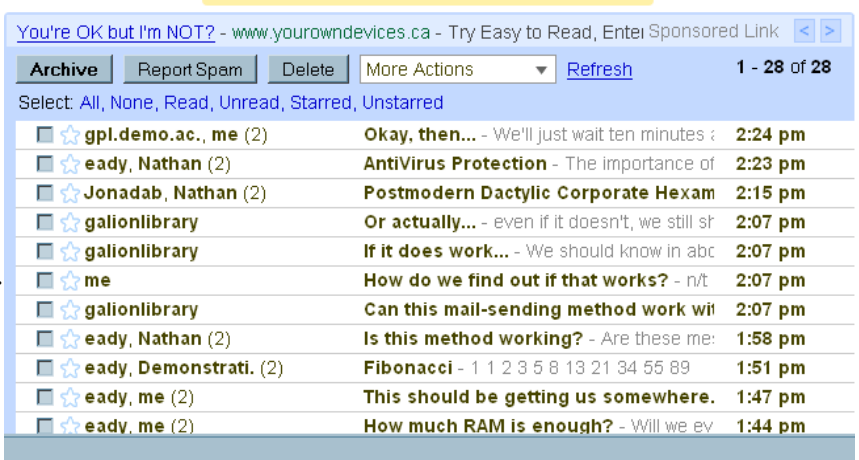 You're OK but I'm NOT? - www.yourowndevices.ca - Try Easy to Read, Enter Sponsored Link < >
Archive Report Spam Delete More Actions Refresh 1 - 28 of 28
Select: All, None, Read, Unread, Starred, Unstarred
gpl.demo.ac., me (2) Okay, then... - We'll just wait ten minutes 2:24 pm
eady, Nathan (2) AntiVirus Protection - The importance of 2:23 pm
Jonadab, Nathan (2) Postmodern Dactylic Corporate Hexam 2:15 pm
galionlibrary Or actually... - even if it doesn't, we still sh 2:07 pm
galionlibrary If it does work... - We should know in abo 2:07 pm
me How do we find out if that works? - n/t 2:07 pm
galionlibrary Can this mail-sending method work wit 2:07 pm
eady, Nathan (2) Is this method working? - Are these me 1:58 pm
eady, Demonstrati. (2) Fibonacci - 1 1 2 3 5 8 13 21 34 55 89 1:51 pm
eady, me (2) This should be getting us somewhere. 1:47 pm
eady, me (2) How much RAM is enough? - Will we ev 1:44 pm